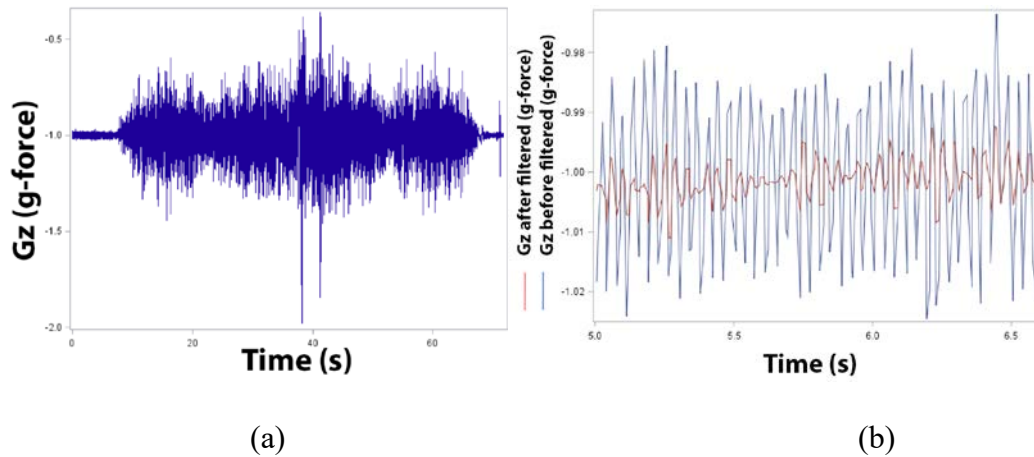 Gz (g-force)
-0.5
-1.0
-1.5
-2.0
0
20
40
60
Time (s)
(a)
Gz after filtered (g-force)
Gz before filtered (g-force)
-0.98
-0.99
-1.00
-1.01
-1.02
5.0
5.5
6.0
6.5
Time (s)
(b)